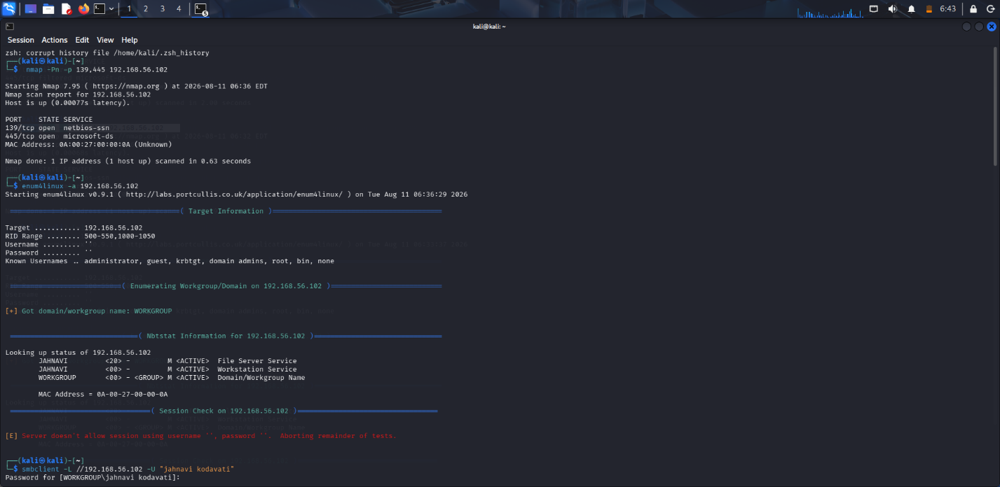 1 2 3 4 5 6:43
kali@kali: ~
Session Actions Edit View Help
zsh: corrupt history file /home/kali/.zsh_history
┌──(kali㉿kali)-[~]
└─$ nmap -Pn -p 139,445 192.168.56.102
Starting Nmap 7.95 ( https://nmap.org ) at 2026-08-11 06:36 EDT
Nmap scan report for 192.168.56.102
Host is up (0.00077s latency).
PORT    STATE SERVICE
139/tcp open  netbios-ssn
445/tcp open  microsoft-ds
MAC Address: 0A:00:27:00:00:0A (Unknown)
Nmap done: 1 IP address (1 host up) scanned in 0.63 seconds
┌──(kali㉿kali)-[~]
└─$ enum4linux -a 192.168.56.102
Starting enum4linux v0.9.1 ( http://labs.portcullis.co.uk/application/enum4linux/ ) on Tue Aug 11 06:36:29 2026
=========================================( Target Information )=========================================
Target ........... 192.168.56.102
RID Range ........ 500-550,1000-1050
Username ......... ''
Password ......... ''
Known Usernames .. administrator, guest, krbtgt, domain admins, root, bin, none
===========================( Enumerating Workgroup/Domain on 192.168.56.102 )===========================
[+] Got domain/workgroup name: WORKGROUP
===============================( Nbtstat Information for 192.168.56.102 )===============================
Looking up status of 192.168.56.102
JAHNAVI         <20> -         M <ACTIVE>  File Server Service
JAHNAVI         <00> -         M <ACTIVE>  Workstation Service
WORKGROUP       <00> - <GROUP> M <ACTIVE>  Domain/Workgroup Name
MAC Address = 0A-00-27-00-00-0A
==================================( Session Check on 192.168.56.102 )==================================
[E] Server doesn't allow session using username '', password ''.  Aborting remainder of tests.
┌──(kali㉿kali)-[~]
└─$ smbclient -L //192.168.56.102 -U "jahnavi kodavati"
Password for [WORKGROUP\jahnavi kodavati]: